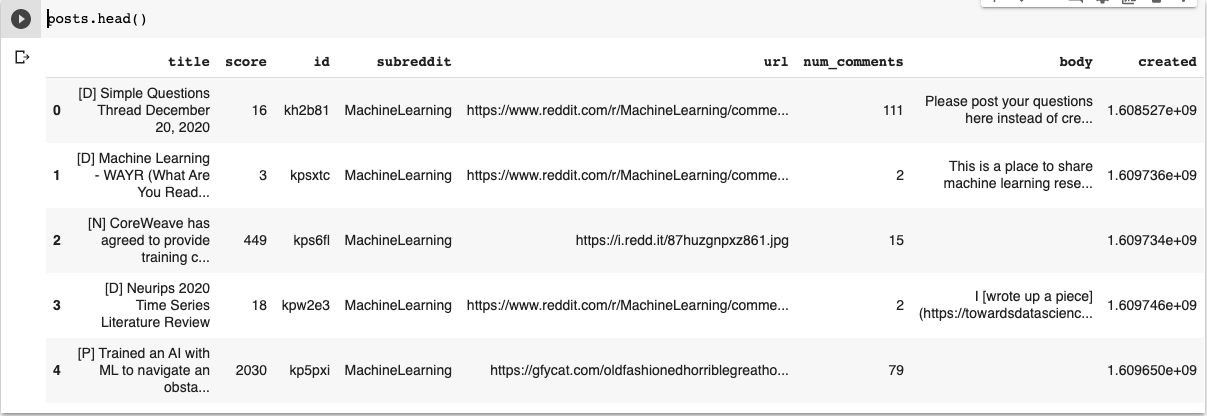 posts.head()
title score id subreddit url num_comments body created
0 [D] Simple Questions Thread December 20, 2020 16 kh2b81 MachineLearning https://www.reddit.com/r/MachineLearning/comme... 111 Please post your questions here instead of cre... 1.608527e+09
1 [D] Machine Learning - WAYR (What Are You Read... 3 kpsxtc MachineLearning https://www.reddit.com/r/MachineLearning/comme... 2 This is a place to share machine learning rese... 1.609736e+09
2 [N] CoreWeave has agreed to provide training c... 449 kps6fl MachineLearning https://i.redd.it/87huzgnpxz861.jpg 15 1.609734e+09
3 [D] Neurips 2020 Time Series Literature Review 18 kpw2e3 MachineLearning https://www.reddit.com/r/MachineLearning/comme... 2 I [wrote up a piece] (https://towardsdatascienc... 1.609746e+09
4 [P] Trained an AI with ML to navigate an obsta... 2030 kp5pxi MachineLearning https://gfycat.com/oldfashionedhorriblegreatho... 79 1.609650e+09